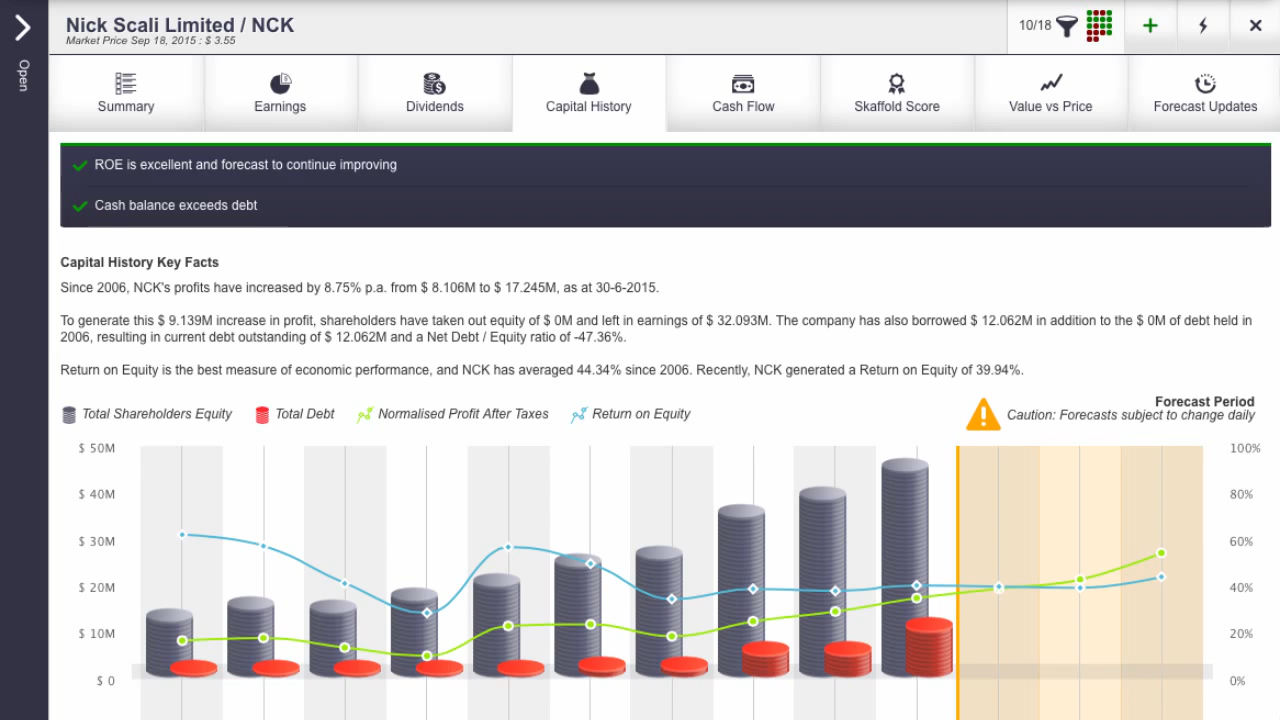 Nick Scali Limited / NCK
Market Price Sep 18, 2015 : $ 3.55
10/18
Open
Summary
Earnings
Dividends
Capital History
Cash Flow
Skaffold Score
Value vs Price
Forecast Updates
ROE is excellent and forecast to continue improving
Cash balance exceeds debt
Capital History Key Facts
Since 2006, NCK's profits have increased by 8.75% p.a. from $ 8.106M to $ 17.245M, as at 30-6-2015.
To generate this $ 9.139M increase in profit, shareholders have taken out equity of $ 0M and left in earnings of $ 32.093M. The company has also borrowed $ 12.062M in addition to the $ 0M of debt held in
2006, resulting in current debt outstanding of $ 12.062M and a Net Debt / Equity ratio of -47.36%.
Return on Equity is the best measure of economic performance, and NCK has averaged 44.34% since 2006. Recently, NCK generated a Return on Equity of 39.94%.
Total Shareholders Equity
Total Debt
Normalised Profit After Taxes
Return on Equity
Forecast Period
Caution: Forecasts subject to change daily
$ 50M
$ 40M
$ 30M
$ 20M
$ 10M
$ 0
100%
80%
60%
40%
20%
0%